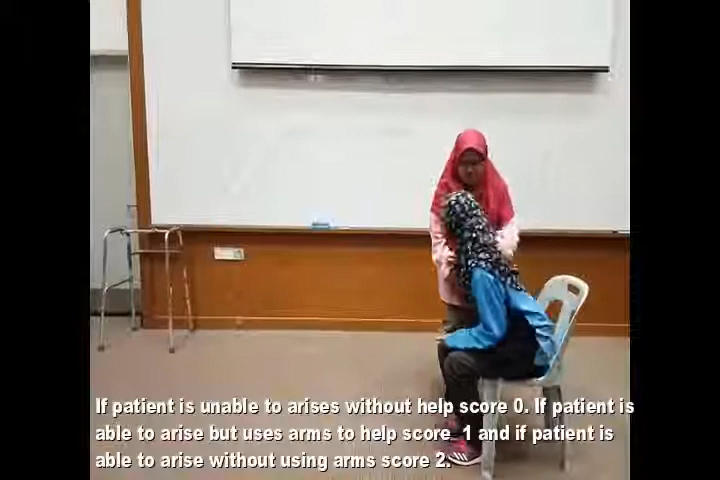 If patient is unable to arises without help score 0. If patient is
able to arise but uses arms to help score  1 and if patient is
able to arise without using arms score 2.